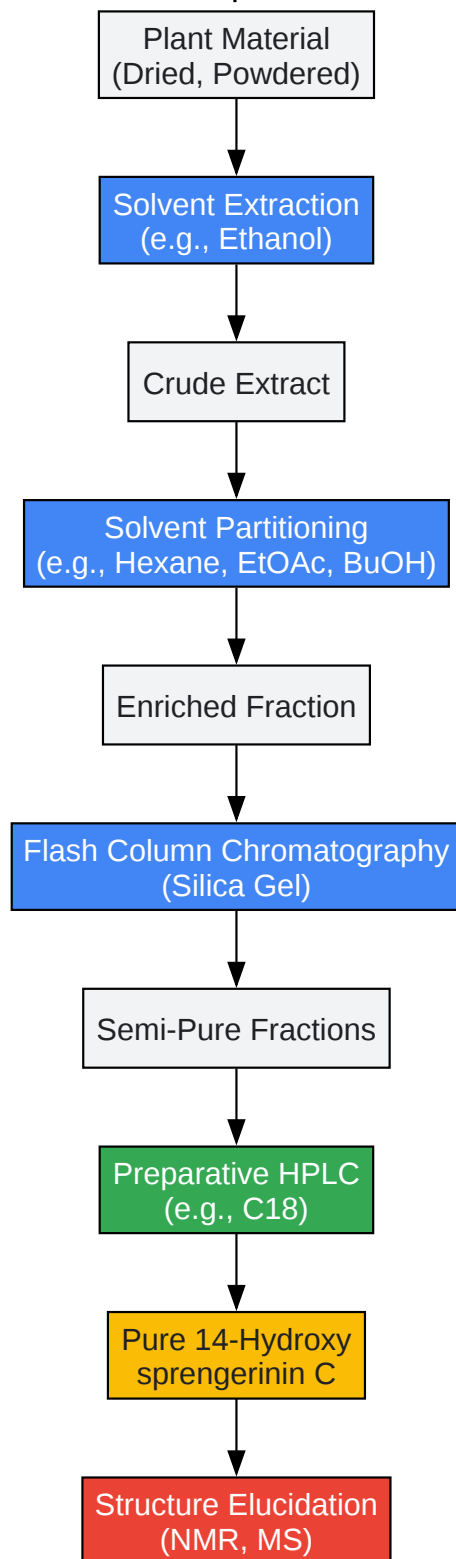 Plant Material
(Dried, Powdered)
Solvent Extraction
(e.g., Ethanol)
Crude Extract
Solvent Partitioning
(e.g., Hexane, EtOAc, BuOH)
Enriched Fraction
Flash Column Chromatography
(Silica Gel)
Semi-Pure Fractions
Preparative HPLC
(e.g., C18)
Pure 14-Hydroxy
sprengerinin C
Structure Elucidation
(NMR, MS)